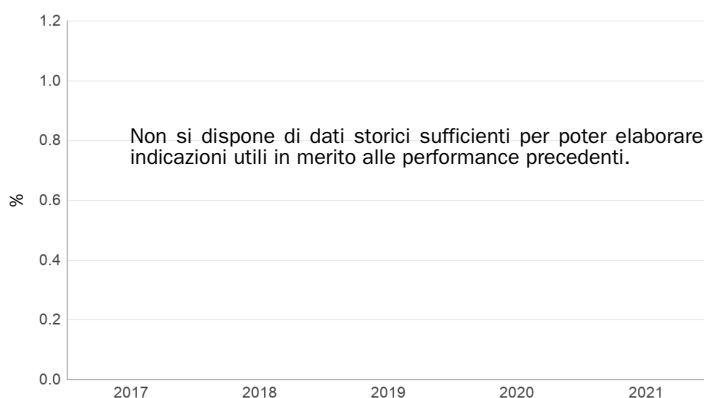 1.2
1.0
0.8
0.6
0.4
0.2
0.0
%
Non si dispone di dati storici sufficienti per poter elaborare
indicazioni utili in merito alle performance precedenti.
2017 2018 2019 2020 2021